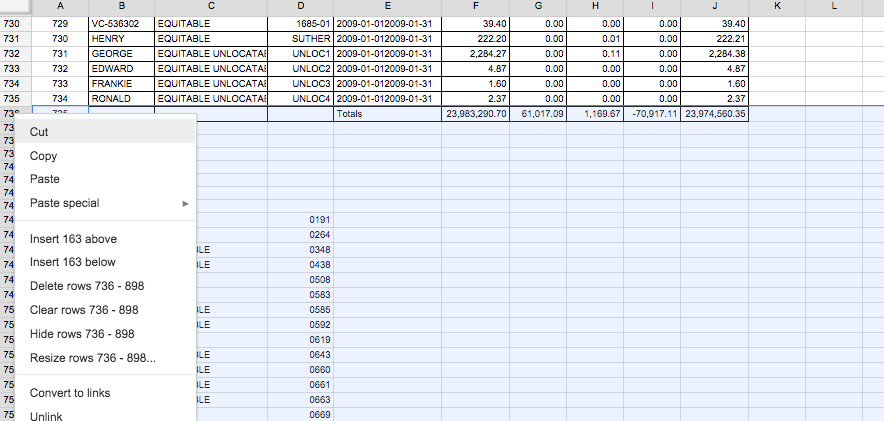 A B C D E F G H I J K L
730 729 VC-536302 EQUITABLE 1685-01 2009-01-012009-01-31 39.40 0.00 0.00 0.00 39.40
731 730 HENRY EQUITABLE SUTHER 2009-01-012009-01-31 222.20 0.00 0.01 0.00 222.21
732 731 GEORGE EQUITABLE UNLOCATAE UNLOC1 2009-01-012009-01-31 2,284.27 0.00 0.11 0.00 2,284.38
733 732 EDWARD EQUITABLE UNLOCATAE UNLOC2 2009-01-012009-01-31 4.87 0.00 0.00 0.00 4.87
734 733 FRANKIE EQUITABLE UNLOCATAE UNLOC3 2009-01-012009-01-31 1.60 0.00 0.00 0.00 1.60
735 734 RONALD EQUITABLE UNLOCATAE UNLOC4 2009-01-012009-01-31 2.37 0.00 0.00 0.00 2.37
736 735 Totals 23,983,290.70 61,017.09 1,169.67 -70,917.11 23,974,560.35
73
73
73
74
74
74
74
74 0191
74 0264
74 LE 0348
74 LE 0438
74 0508
74 0583
75 LE 0585
75 LE 0592
75 0619
75 LE 0643
75 LE 0660
75 LE 0661
75 LE 0663
75 0669
Cut
Copy
Paste
Paste special ►
Insert 163 above
Insert 163 below
Delete rows 736 - 898
Clear rows 736 - 898
Hide rows 736 - 898
Resize rows 736 - 898...
Convert to links
Unlink